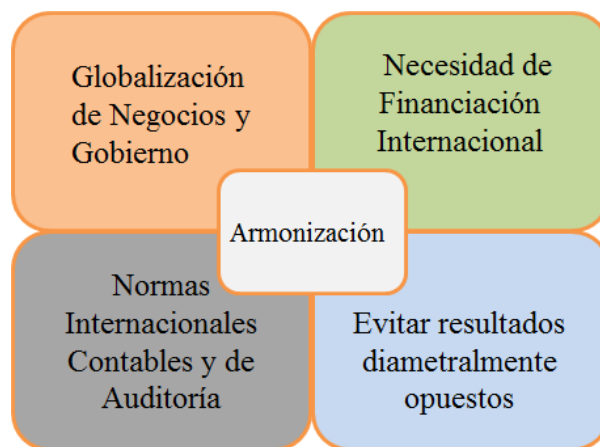 Globalización
de Negocios y
Gobierno
Necesidad de
Financiación
Internacional
Armonización
Normas
Internacionales
Contables y de
Auditoría
Evitar resultados
diametralmente
opuestos